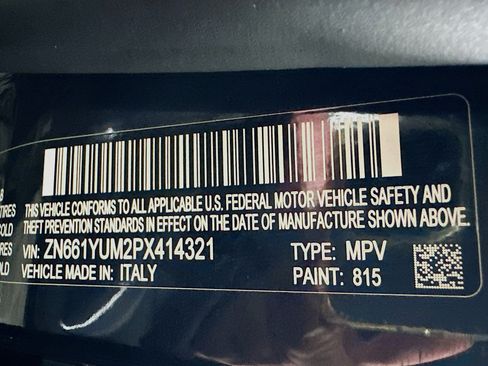 THIS VEHICLE CONFORMS TO ALL APPLICABLE U.S. FEDERAL MOTOR VEHICLE SAFETY AND
THEFT PREVENTION STANDARDS IN EFFECT ON THE DATE OF MANUFACTURE SHOWN ABOVE.
VIN: ZN661YUM2PX414321 TYPE: MPV
VEHICLE MADE IN: ITALY PAINT: 815